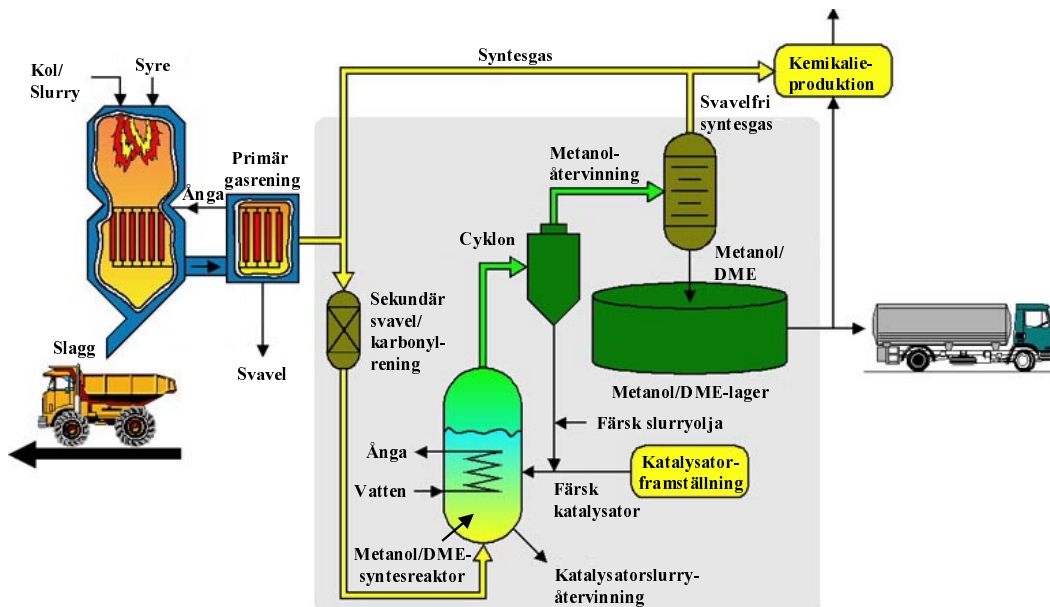 Kol/
Slurry
Syre
Syntesgas
Kemikalie-
produktion
Svavelfri
syntesgas
Primär
gasrening
Ånga
Metanol-
återvinning
Cyklon
Metanol/
DME
Sekundär
svavel/
karbonyl-
rening
Slagg
Svavel
Metanol/DME-lager
Färsk slurryolja
Ånga
Vatten
Katalysator-
framställning
Färsk
katalysator
Metanol/DME-
syntesreaktor
Katalysatorslurry-
återvinning